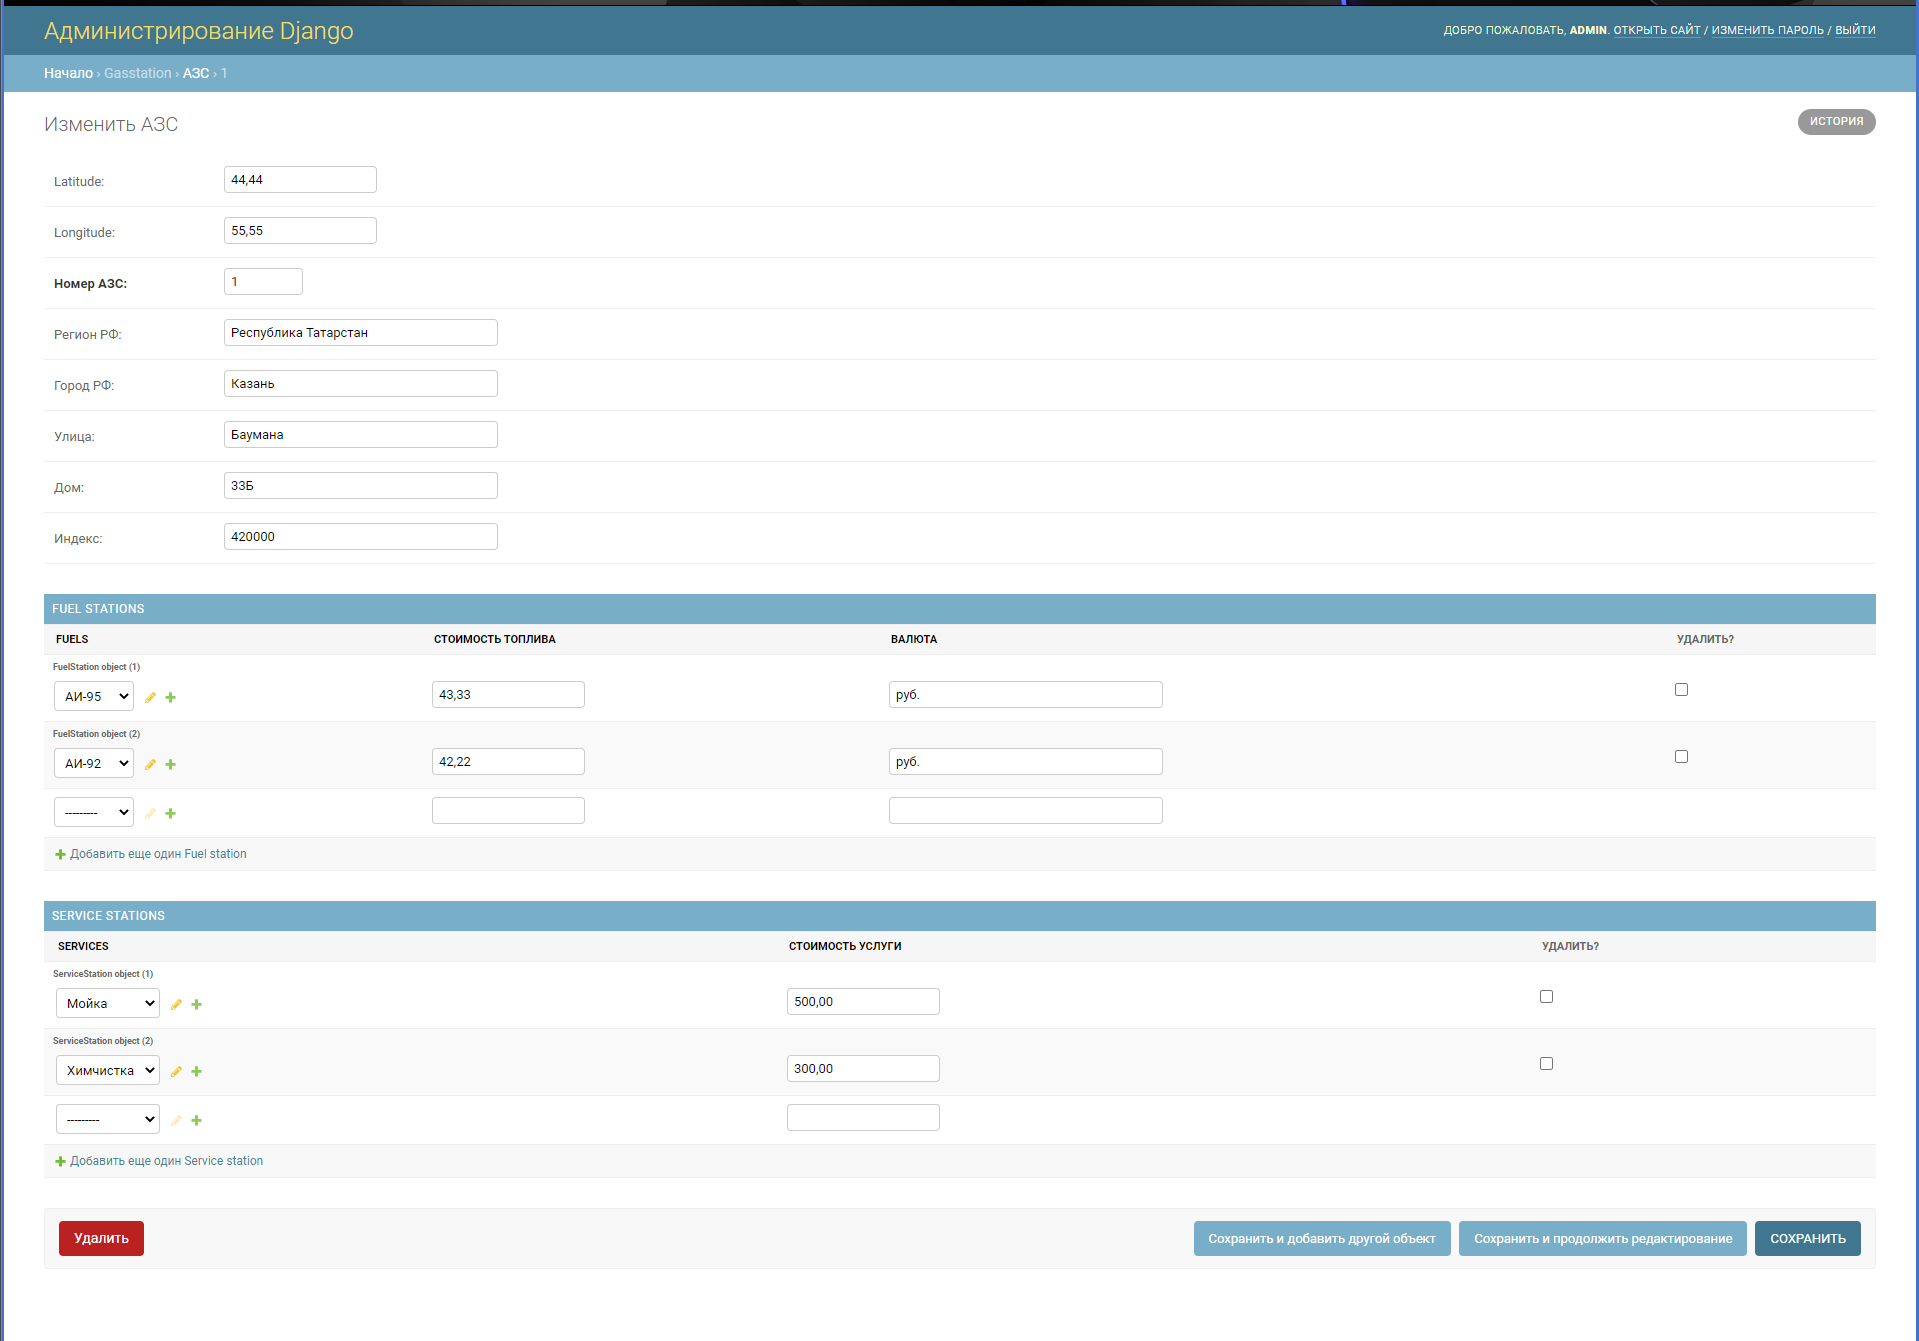 Администрирование Django
ДОБРО ПОЖАЛОВАТЬ, ADMIN. ОТКРЫТЬ САЙТ / ИЗМЕНИТЬ ПАРОЛЬ / ВЫЙТИ
Начало › Gasstation › АЗС › 1
Изменить АЗС
ИСТОРИЯ
Latitude: 44,44
Longitude: 55,55
Номер АЗС: 1
Регион РФ: Республика Татарстан
Город РФ: Казань
Улица: Баумана
Дом: 33Б
Индекс: 420000
FUEL STATIONS
FUELS СТОИМОСТЬ ТОПЛИВА ВАЛЮТА УДАЛИТЬ?
FuelStation object (1)
АИ-95 43,33 руб.
FuelStation object (2)
АИ-92 42,22 руб.
---------
Добавить еще один Fuel station
SERVICE STATIONS
SERVICES СТОИМОСТЬ УСЛУГИ УДАЛИТЬ?
ServiceStation object (1)
Мойка 500,00
ServiceStation object (2)
Химчистка 300,00
---------
Добавить еще один Service station
Удалить Сохранить и добавить другой объект Сохранить и продолжить редактирование СОХРАНИТЬ